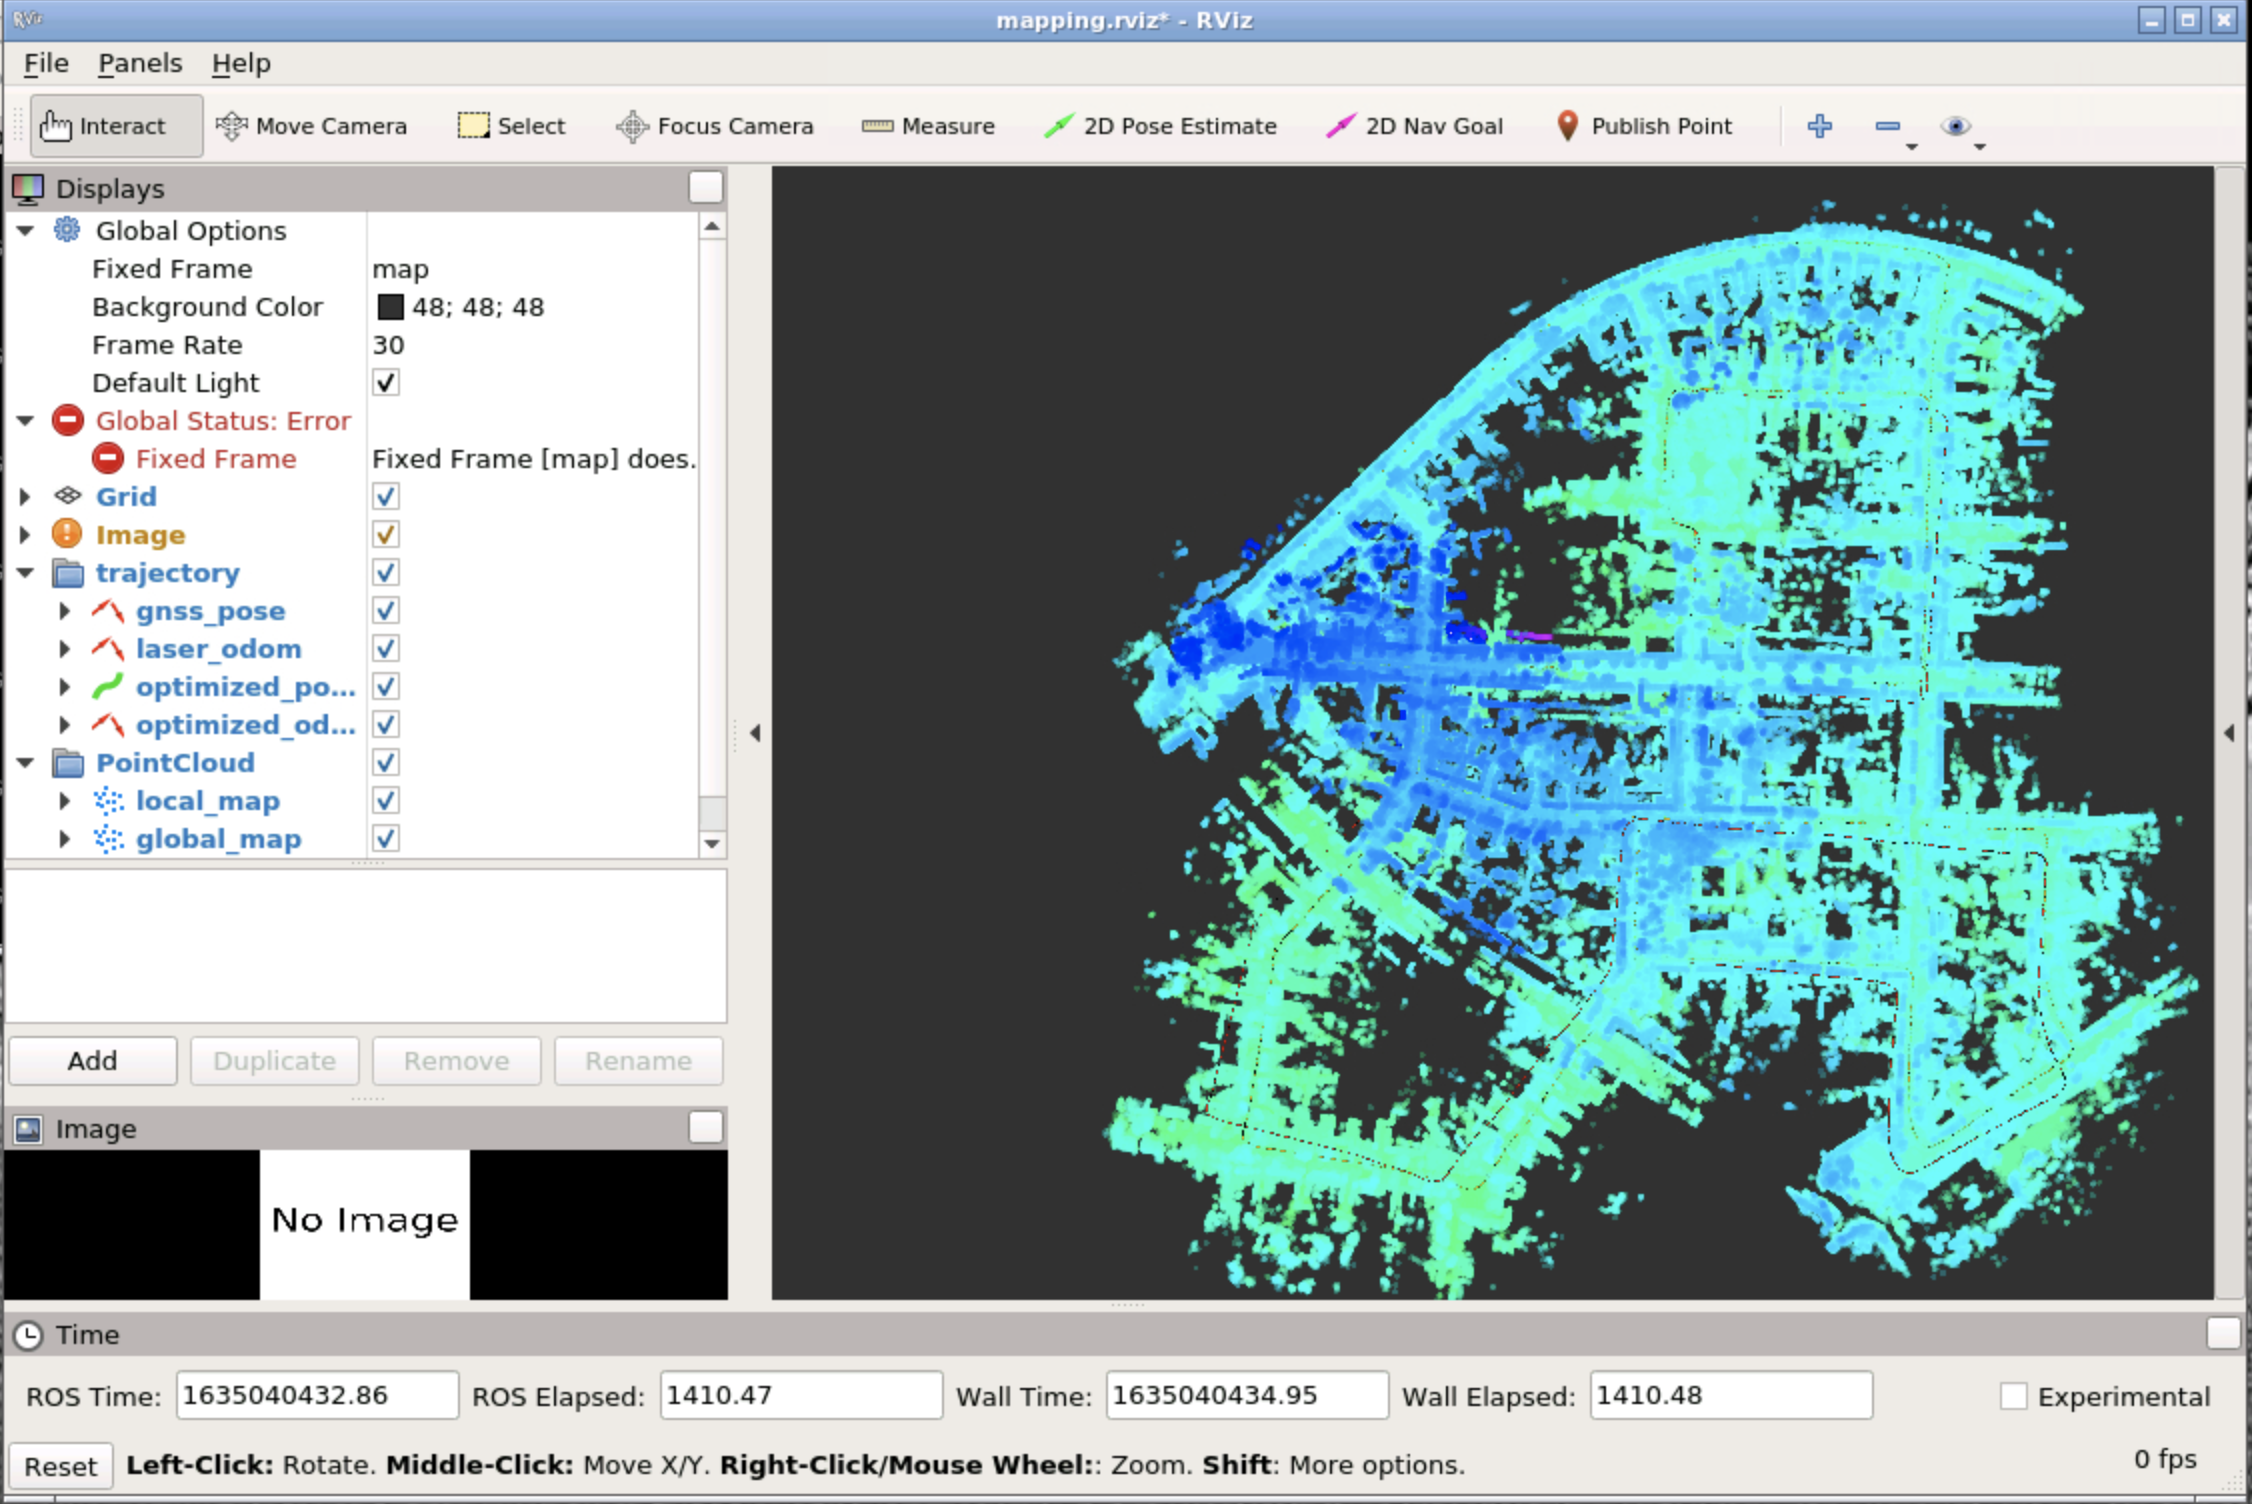 RViz
mapping.rviz* - RViz
File Panels Help
Interact Move Camera Select Focus Camera Measure 2D Pose Estimate 2D Nav Goal Publish Point
Displays
Global Options
Fixed Frame map
Background Color 48; 48; 48
Frame Rate 30
Default Light
Global Status: Error
Fixed Frame Fixed Frame [map] does.
Grid
Image
trajectory
gnss_pose
laser_odom
optimized_po...
optimized_od...
PointCloud
local_map
global_map
Add Duplicate Remove Rename
Image
No Image
Time
ROS Time: 1635040432.86 ROS Elapsed: 1410.47 Wall Time: 1635040434.95 Wall Elapsed: 1410.48 Experimental
Reset Left-Click: Rotate. Middle-Click: Move X/Y. Right-Click/Mouse Wheel:: Zoom. Shift: More options. 0 fps